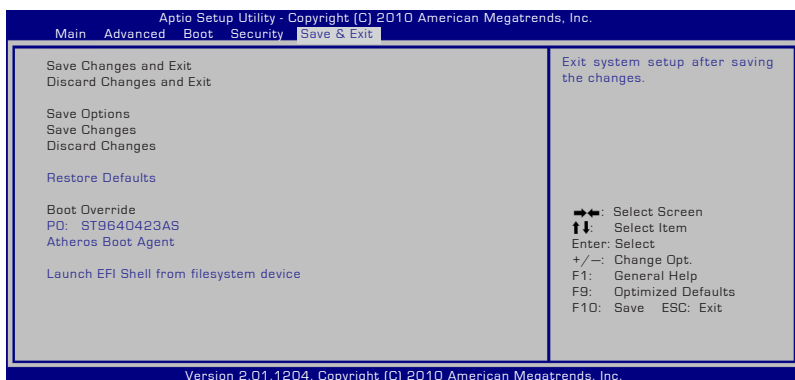 Aptio Setup Utility - Copyright (C) 2010 American Megatrends, Inc.
Main Advanced Boot Security Save & Exit
Save Changes and Exit
Discard Changes and Exit
Save Options
Save Changes
Discard Changes
Restore Defaults
Boot Override
P0: ST9640423AS
Atheros Boot Agent
Launch EFI Shell from filesystem device
Exit system setup after saving
the changes.
→←: Select Screen
↑↓: Select Item
Enter: Select
+/—: Change Opt.
F1: General Help
F9: Optimized Defaults
F10: Save ESC: Exit
Version 2.01.1204. Copyright (C) 2010 American Megatrends, Inc.